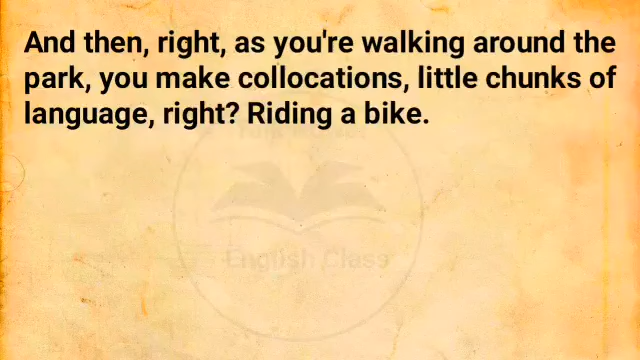 And then, right, as you're walking around the
park, you make collocations, little chunks of
language, right? Riding a bike.
English Class